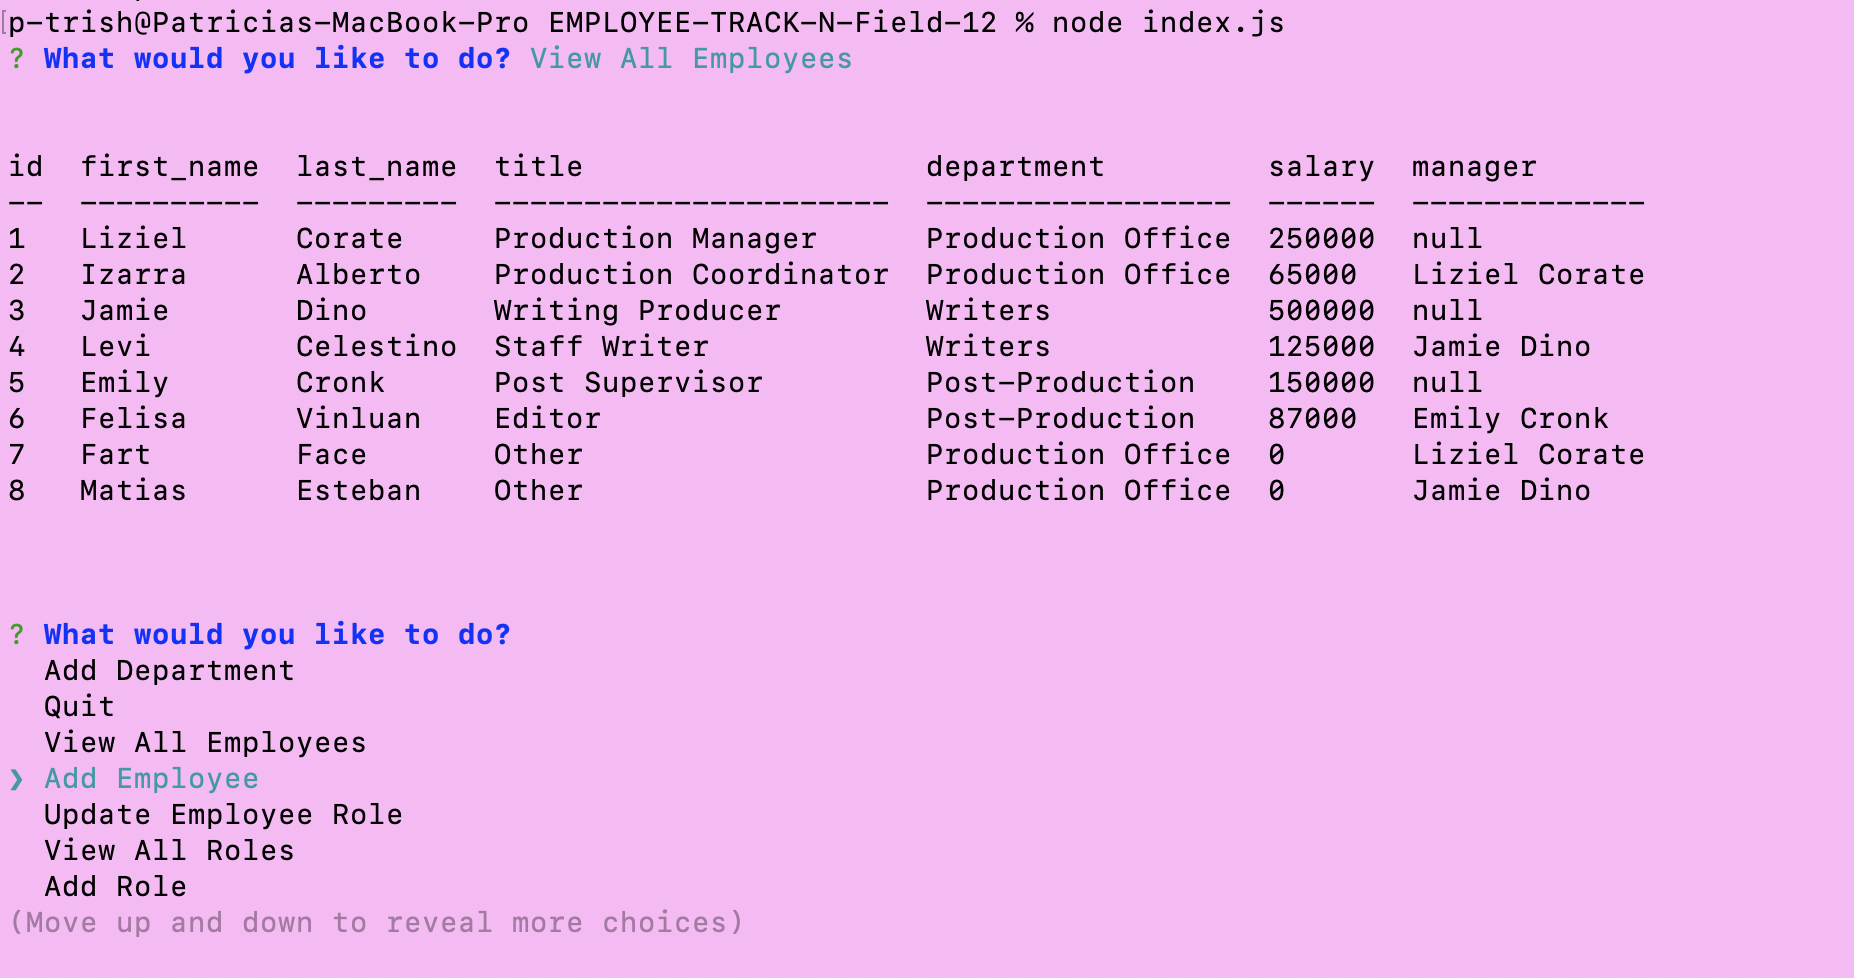 p-trish@Patricias-MacBook-Pro EMPLOYEE-TRACK-N-Field-12 % node index.js
? What would you like to do? View All Employees
id  first_name  last_name  title                   department         salary  manager
--  ----------  ---------  ----------------------  -----------------  ------  -------------
1   Liziel      Corate     Production Manager      Production Office  250000  null
2   Izarra      Alberto    Production Coordinator  Production Office  65000   Liziel Corate
3   Jamie       Dino       Writing Producer        Writers            500000  null
4   Levi        Celestino  Staff Writer            Writers            125000  Jamie Dino
5   Emily       Cronk      Post Supervisor         Post-Production    150000  null
6   Felisa      Vinluan    Editor                  Post-Production    87000   Emily Cronk
7   Fart        Face       Other                   Production Office  0       Liziel Corate
8   Matias      Esteban    Other                   Production Office  0       Jamie Dino
? What would you like to do?
  Add Department
  Quit
  View All Employees
❯ Add Employee
  Update Employee Role
  View All Roles
  Add Role
(Move up and down to reveal more choices)